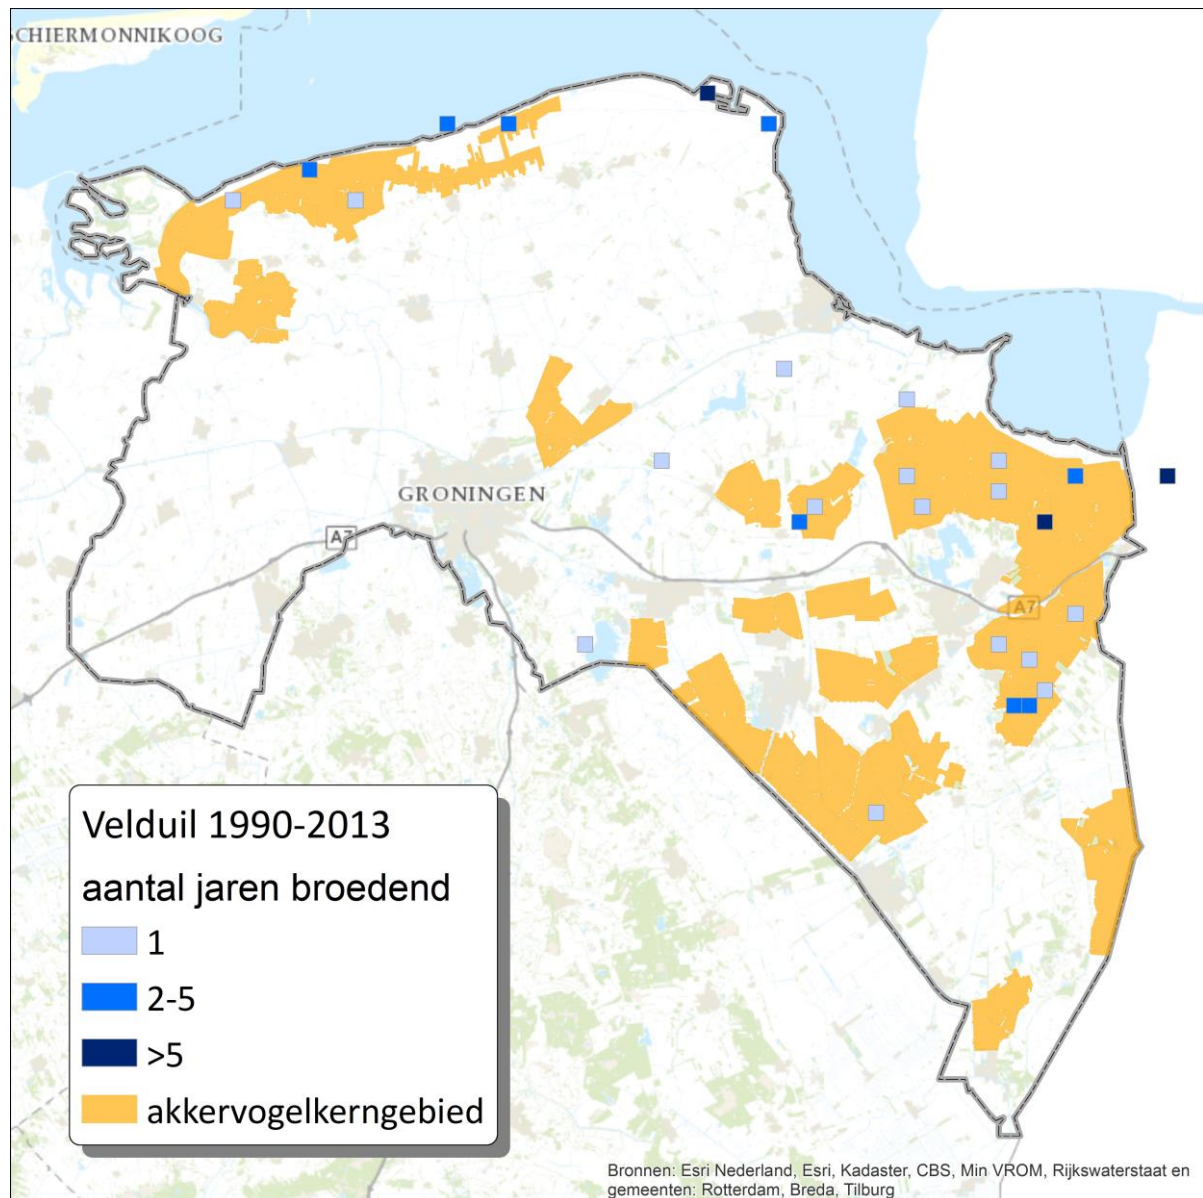 CHIERMONNIKOOG
GRONINGEN
A7
A7
Velduil 1990-2013
aantal jaren broedend
1
2-5
>5
akkervogelkerngebied
Bronnen: Esri Nederland, Esri, Kadaster, CBS, Min VROM, Rijkswaterstaat en
gemeenten: Rotterdam, Breda, Tilburg